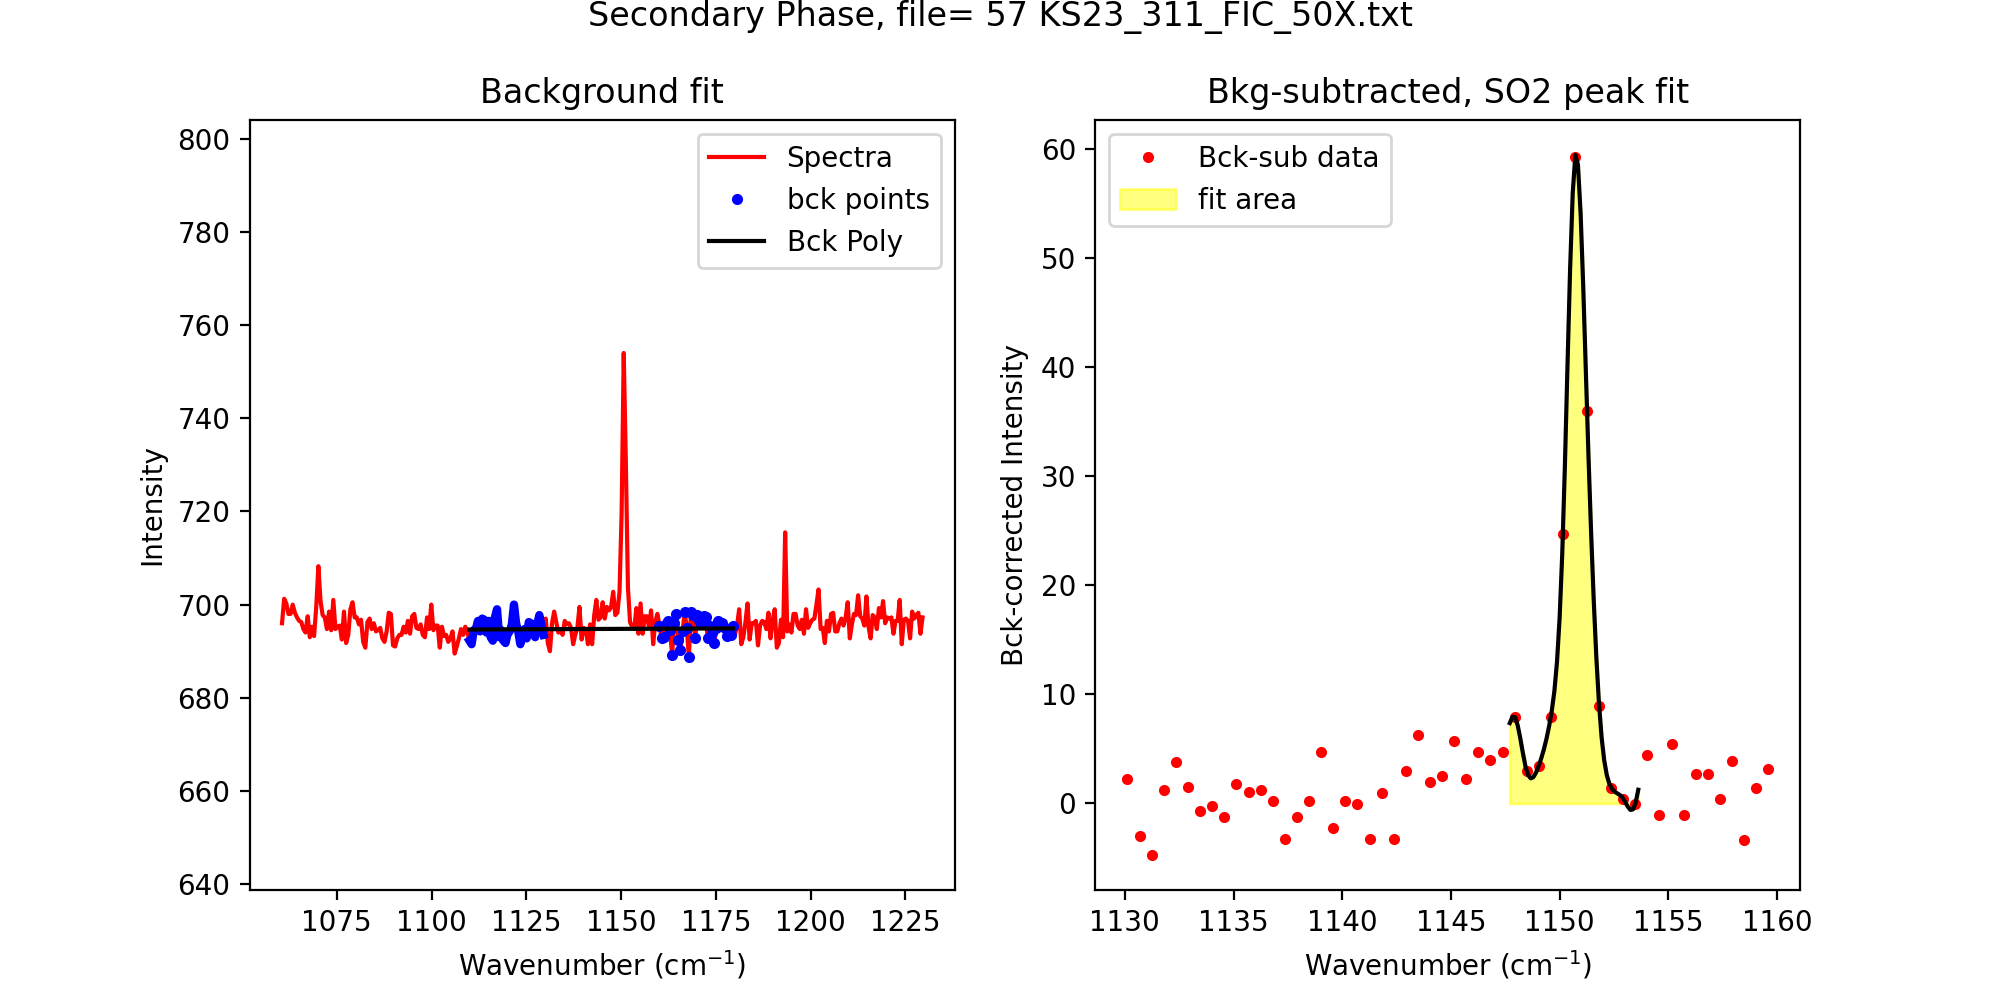 Secondary Phase, file= 57 KS23_311_FIC_50X.txt
Background fit
800
780
760
740
720
700
680
660
640
Intensity
Spectra
bck points
Bck Poly
1075 1100 1125 1150 1175 1200 1225
Wavenumber (cm⁻¹)
Bkg-subtracted, SO2 peak fit
60
50
40
30
20
10
0
Bck-corrected Intensity
Bck-sub data
fit area
1130 1135 1140 1145 1150 1155 1160
Wavenumber (cm⁻¹)